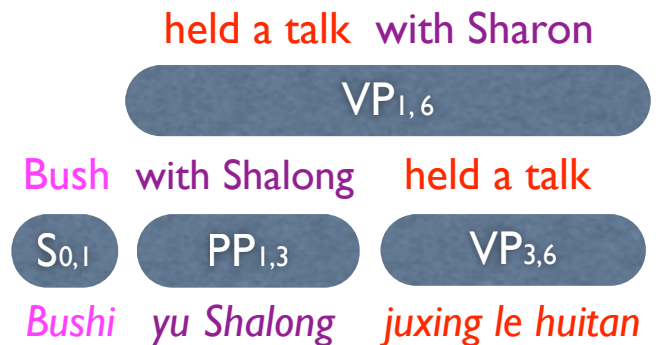 held a talk with Sharon
VP1,6
Bush with Shalong held a talk
S0,1 PP1,3 VP3,6
Bushi yu Shalong juxing le huitan